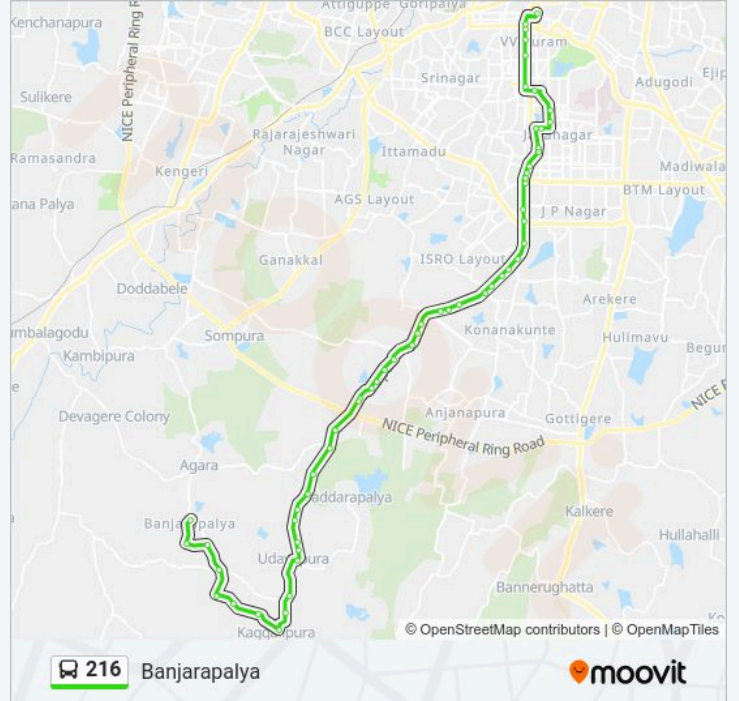 Attiguppe
Goripalya
Kenchanapura
BCC Layout
Srinagar
Adugodi
Sulikere
NICE Peripheral Ring R
Rajarajeshwari
Nagar
Ittamadu
Ramasandra
Kengeri
Madiwala
BTM Layout
ana Palya
AGS Layout
J P Nagar
Ganakkal
ISRO Layout
Doddabele
Arekere
mbalagodu
Sompura
Konanakunte
Hulimavu
Kambipura
Begur
NICE
Devagere Colony
Anjanapura
Gottigere
NICE Peripheral Ring Road
Agara
addarapalya
Kalkere
Hullahalli
Bannerughatta
© OpenStreetMap contributors | © OpenMapTiles
216 Banjarapalya
moovit